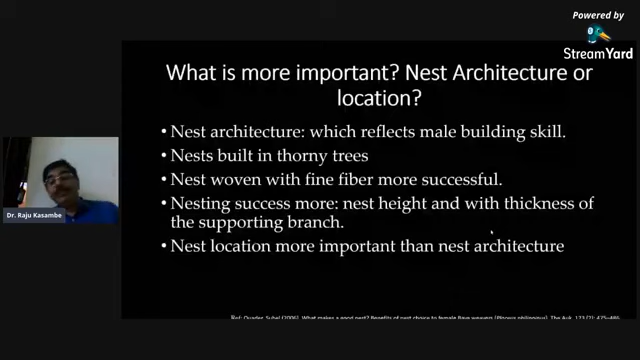 Powered by
StreamYard
What is more important? Nest Architecture or
location?
• Nest architecture: which reflects male building skill.
• Nests built in thorny trees
• Nest woven with fine fiber more successful.
• Nesting success more: nest height and with thickness of
the supporting branch.
• Nest location more important than nest architecture
Dr. Raju Kasambe
Ref: Quader, Suhel (2006). What makes a good nest? Benefits of nest choice to female Baya weavers (Ploceus philippinus). The Auk. 123 (2):